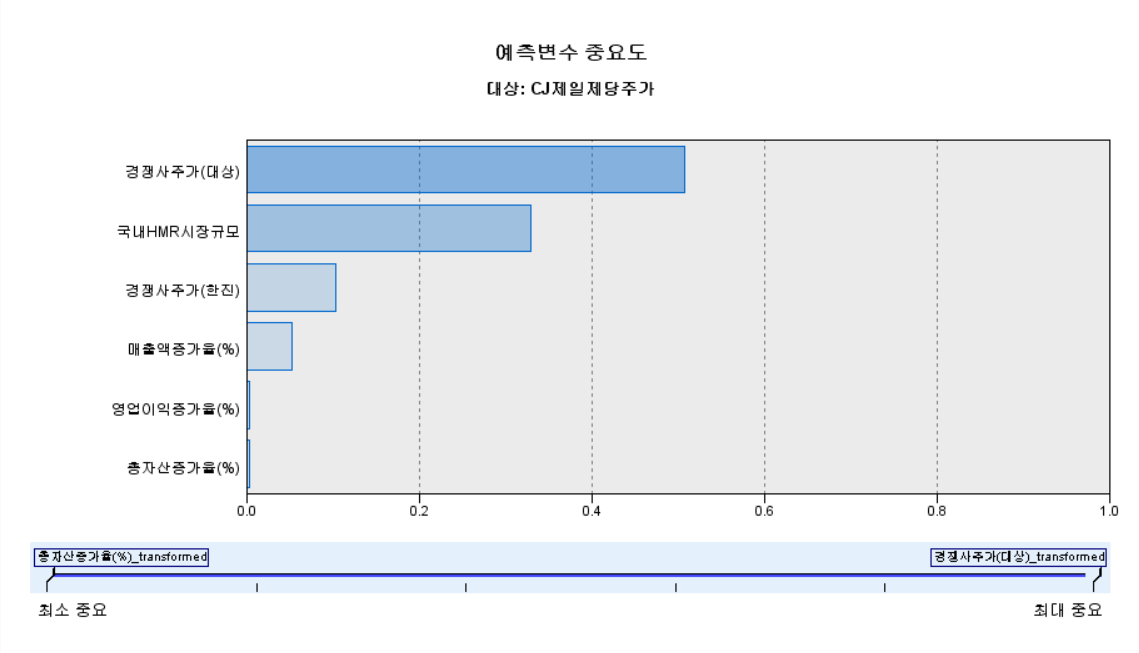 예측변수 중요도
대상: CJ제일제당주가
경쟁사주가(대상)
국내HMR시장규모
경쟁사주가(한진)
매출액증가율(%)
영업이익증가율(%)
총자산증가율(%)
0.0 0.2 0.4 0.6 0.8 1.0
총자산증가율(%)_transformed 경쟁사주가(대상)_transformed
최소 중요 최대 중요